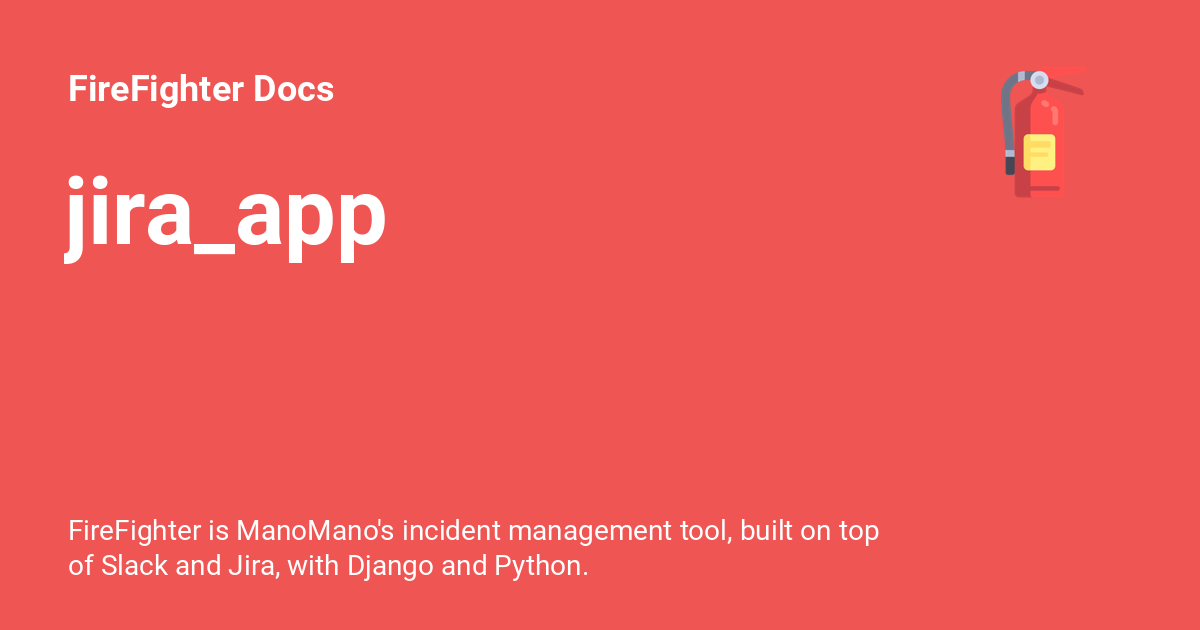 FireFighter Docs
jira_app
FireFighter is ManoMano's incident management tool, built on top
of Slack and Jira, with Django and Python.